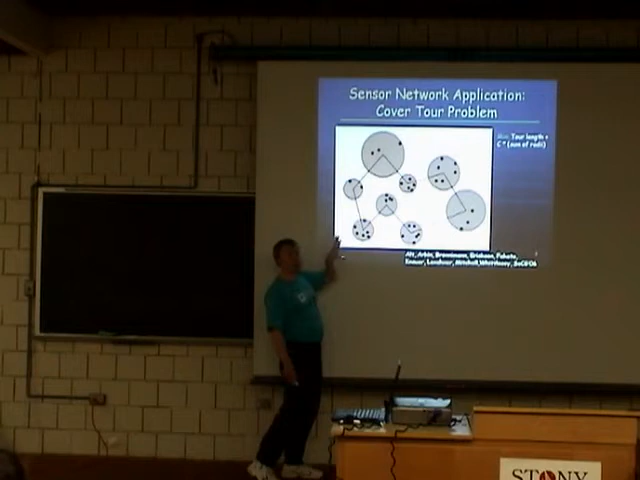 Sensor Network Application:
Cover Tour Problem
Tour length +
C * (sum of radii)
Alt, Arkin, Bronnimann, Erickson, Fekete,
Knauer, Lenchner, Mitchell, Whittlesey, SoCG'06
STONY